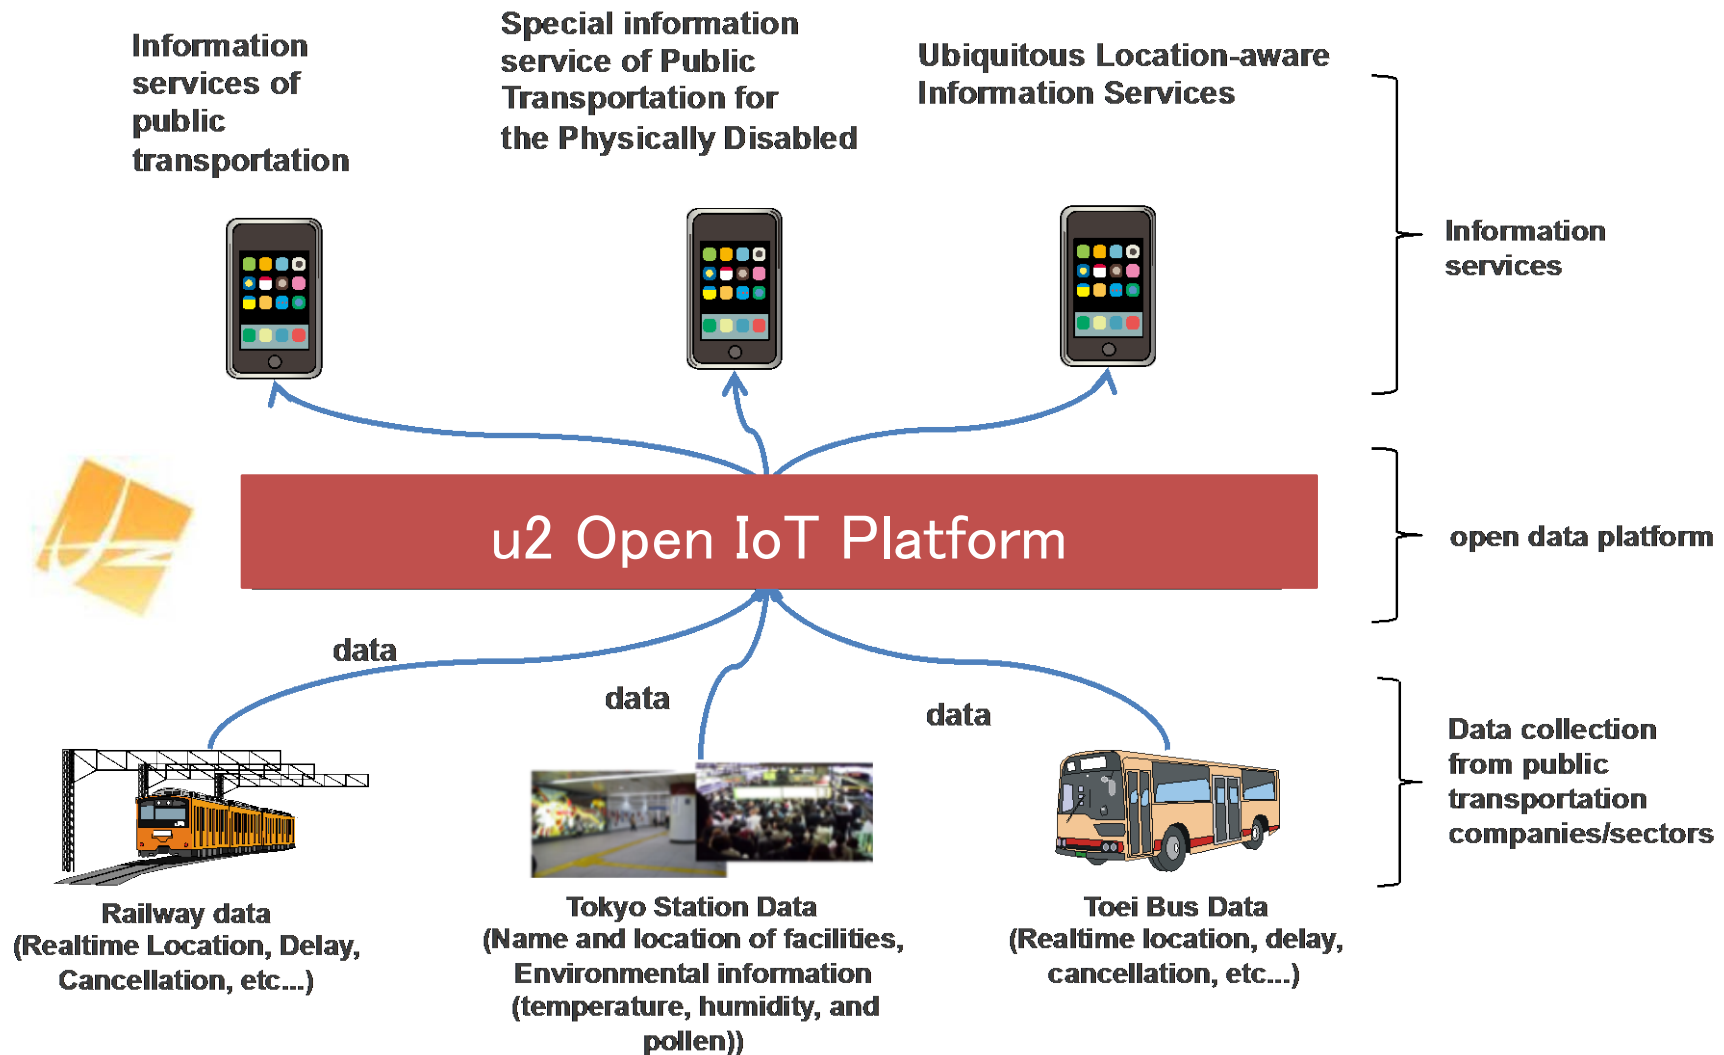 Information
services of
public
transportation
Special information
service of Public
Transportation for
the Physically Disabled
Ubiquitous Location-aware
Information Services
Information
services
u2 Open IoT Platform
open data platform
data
data
data
Data collection
from public
transportation
companies/sectors
Railway data
(Realtime Location, Delay,
Cancellation, etc...)
Tokyo Station Data
(Name and location of facilities,
Environmental information
(temperature, humidity, and
pollen))
Toei Bus Data
(Realtime location, delay,
cancellation, etc...)